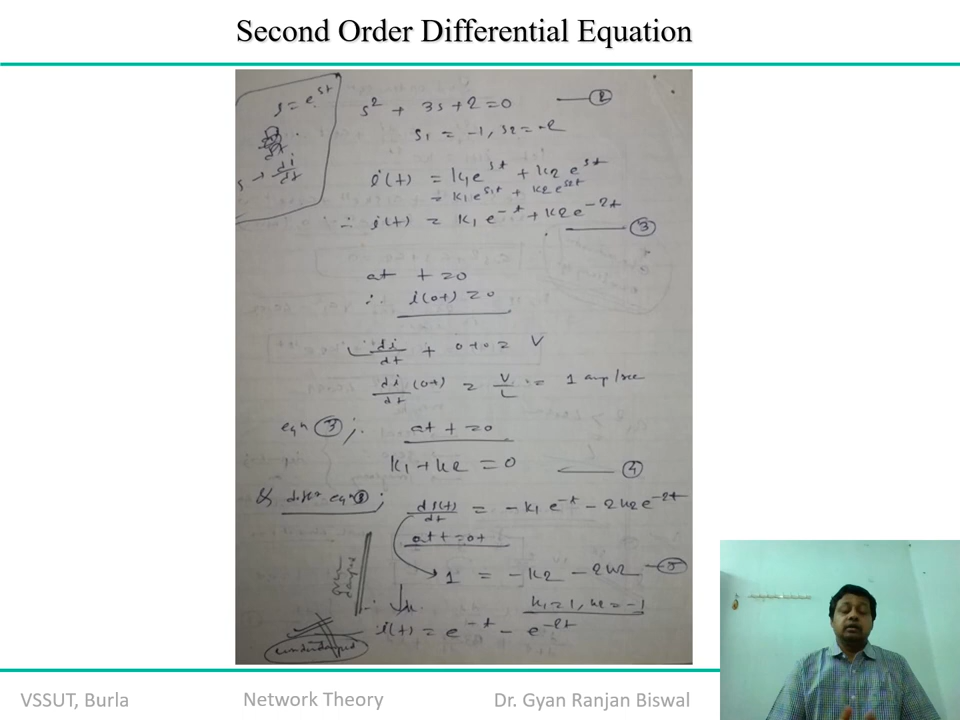 Second Order Differential Equation
s = e^st
s → di/dt
s² + 3s + 2 = 0 — (2)
s₁ = -1, s₂ = -2
i(t) = k₁e^st + k₂e^st
= k₁e^s₁t + k₂e^s₂t
∴ i(t) = k₁e^-t + k₂e^-2t — (3)
at t = 0
∴ i(0+) = 0
L di/dt + 0 + 0 = V
di/dt (0+) = V/L = 1 amp/sec
eqn (3); at t = 0
k₁ + k₂ = 0 — (4)
& diff eqn (3); di(t)/dt = -k₁e^-t - 2k₂e^-2t
at t = 0+
1 = -k₂ - 2k₂ — (5)
k₁ = 1, k₂ = -1
i(t) = e^-t - e^-2t
over
damped
underdamped
VSSUT, Burla
Network Theory
Dr. Gyan Ranjan Biswal